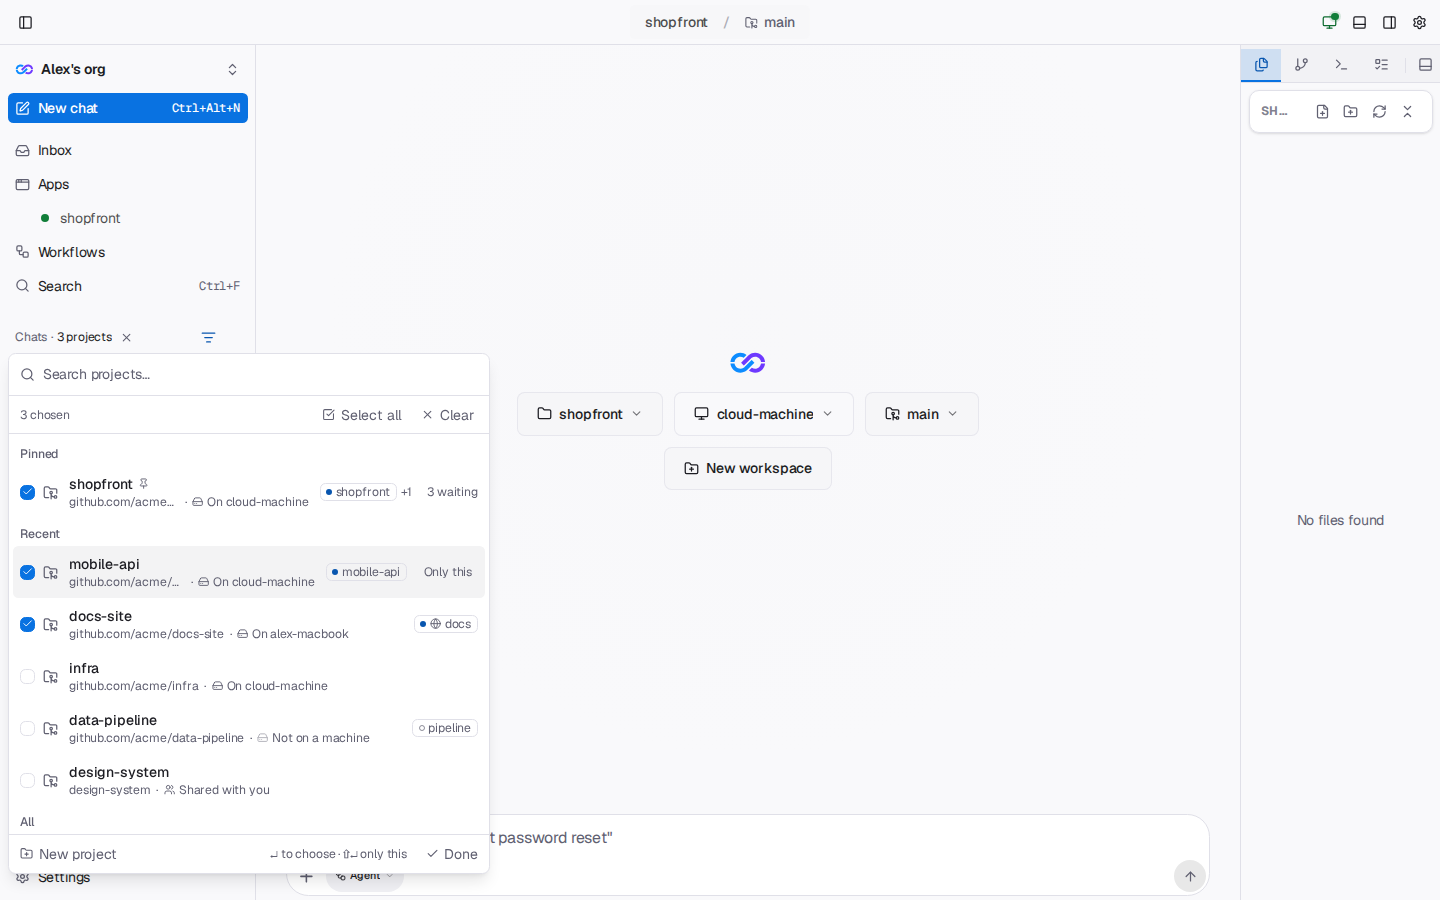 shopfront / main
Alex's org
New chat Ctrl+Alt+N
Inbox
Apps
shopfront
Workflows
Search Ctrl+F
Chats · 3 projects
Search projects...
3 chosen Select all Clear
Pinned
shopfront
github.com/acme... · On cloud-machine shopfront +1 3 waiting
Recent
mobile-api
github.com/acme/... · On cloud-machine mobile-api Only this
docs-site
github.com/acme/docs-site · On alex-macbook docs
infra
github.com/acme/infra · On cloud-machine
data-pipeline
github.com/acme/data-pipeline · Not on a machine pipeline
design-system
design-system · Shared with you
All
New project ↵ to choose · ⇧↵ only this Done
Settings
shopfront cloud-machine main
New workspace
t password reset"
Agent
SH...
No files found